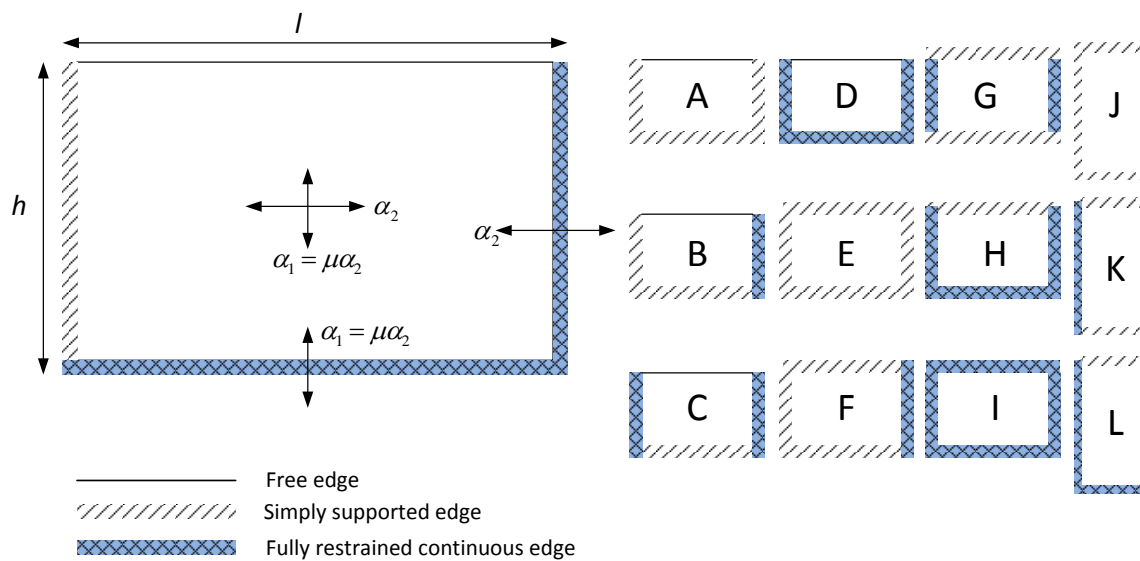 l
h
α₂
α₁ = μα₂
α₂
α₁ = μα₂
A
D
G
J
B
E
H
K
C
F
I
L
Free edge
Simply supported edge
Fully restrained continuous edge